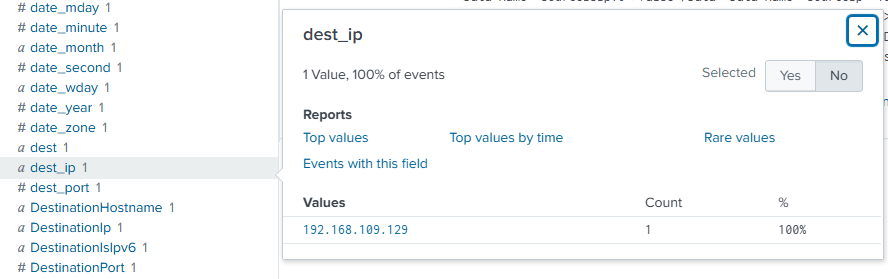 # date_mday 1
# date_minute 1
a date_month 1
# date_second 1
a date_wday 1
# date_year 1
# date_zone 1
a dest 1
a dest_ip 1
# dest_port 1
a DestinationHostname 1
a DestinationIp 1
a DestinationIsIpv6 1
# DestinationPort 1
dest_ip
1 Value, 100% of events
Selected Yes No
Reports
Top values Top values by time Rare values
Events with this field
Values Count %
192.168.109.129 1 100%